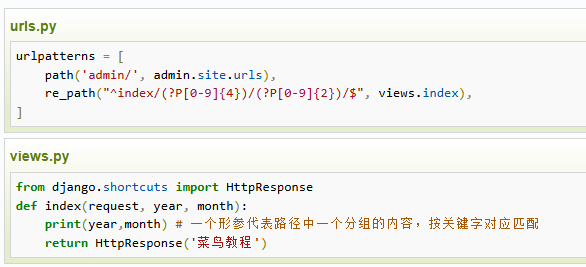 urls.py
urlpatterns = [
    path('admin/', admin.site.urls),
    re_path("^index/(?P[0-9]{4})/(?P[0-9]{2})/$", views.index),
]
views.py
from django.shortcuts import HttpResponse
def index(request, year, month):
    print(year,month) # 一个形参代表路径中一个分组的内容，按关键字对应匹配
    return HttpResponse('菜鸟教程')